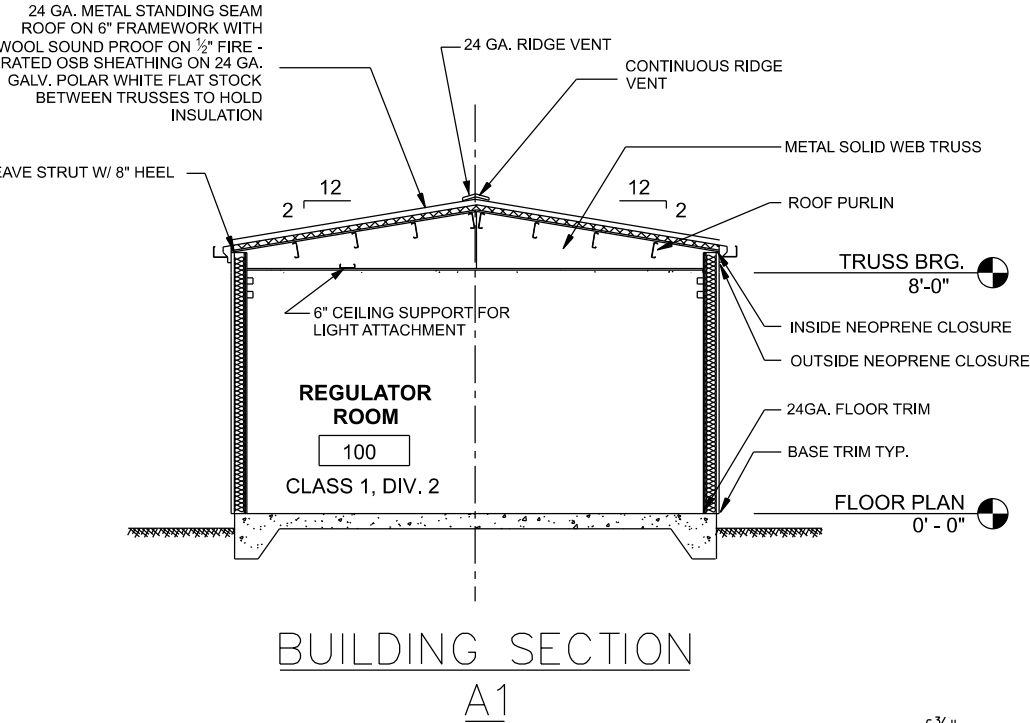 24 GA. METAL STANDING SEAM
ROOF ON 6" FRAMEWORK WITH
WOOL SOUND PROOF ON ½" FIRE -
RATED OSB SHEATHING ON 24 GA.
GALV. POLAR WHITE FLAT STOCK
BETWEEN TRUSSES TO HOLD
INSULATION
24 GA. RIDGE VENT
CONTINUOUS RIDGE
VENT
METAL SOLID WEB TRUSS
EAVE STRUT W/ 8" HEEL
12
2
12
2
ROOF PURLIN
TRUSS BRG.
8'-0"
6" CEILING SUPPORT FOR
LIGHT ATTACHMENT
INSIDE NEOPRENE CLOSURE
OUTSIDE NEOPRENE CLOSURE
REGULATOR
ROOM
100
CLASS 1, DIV. 2
24GA. FLOOR TRIM
BASE TRIM TYP.
FLOOR PLAN
0' - 0"
BUILDING SECTION
A1